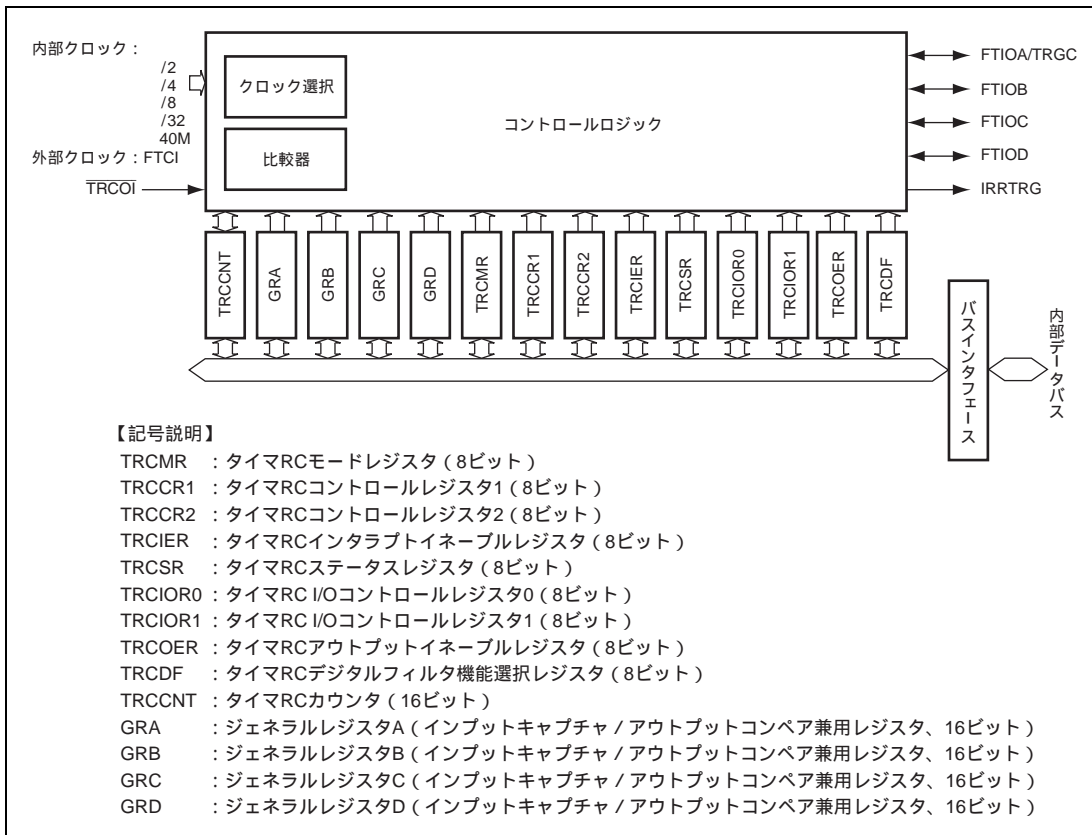 内部クロック：
/2
/4
/8
/32
40M
外部クロック：FTCI
TRCOI
クロック選択
比較器
コントロールロジック
FTIOA/TRGC
FTIOB
FTIOC
FTIOD
IRRTRG
TRCCNT
GRA
GRB
GRC
GRD
TRCMR
TRCCR1
TRCCR2
TRCIER
TRCSR
TRCIOR0
TRCIOR1
TRCOER
TRCDF
バスインタフェース
内部データバス
【記号説明】
TRCMR ：タイマRCモードレジスタ（8ビット）
TRCCR1 ：タイマRCコントロールレジスタ1（8ビット）
TRCCR2 ：タイマRCコントロールレジスタ2（8ビット）
TRCIER ：タイマRCインタラプトイネーブルレジスタ（8ビット）
TRCSR ：タイマRCステータスレジスタ（8ビット）
TRCIOR0：タイマRC I/Oコントロールレジスタ0（8ビット）
TRCIOR1：タイマRC I/Oコントロールレジスタ1（8ビット）
TRCOER ：タイマRCアウトプットイネーブルレジスタ（8ビット）
TRCDF ：タイマRCデジタルフィルタ機能選択レジスタ（8ビット）
TRCCNT ：タイマRCカウンタ（16ビット）
GRA ：ジェネラルレジスタA（インプットキャプチャ／アウトプットコンペア兼用レジスタ、16ビット）
GRB ：ジェネラルレジスタB（インプットキャプチャ／アウトプットコンペア兼用レジスタ、16ビット）
GRC ：ジェネラルレジスタC（インプットキャプチャ／アウトプットコンペア兼用レジスタ、16ビット）
GRD ：ジェネラルレジスタD（インプットキャプチャ／アウトプットコンペア兼用レジスタ、16ビット）